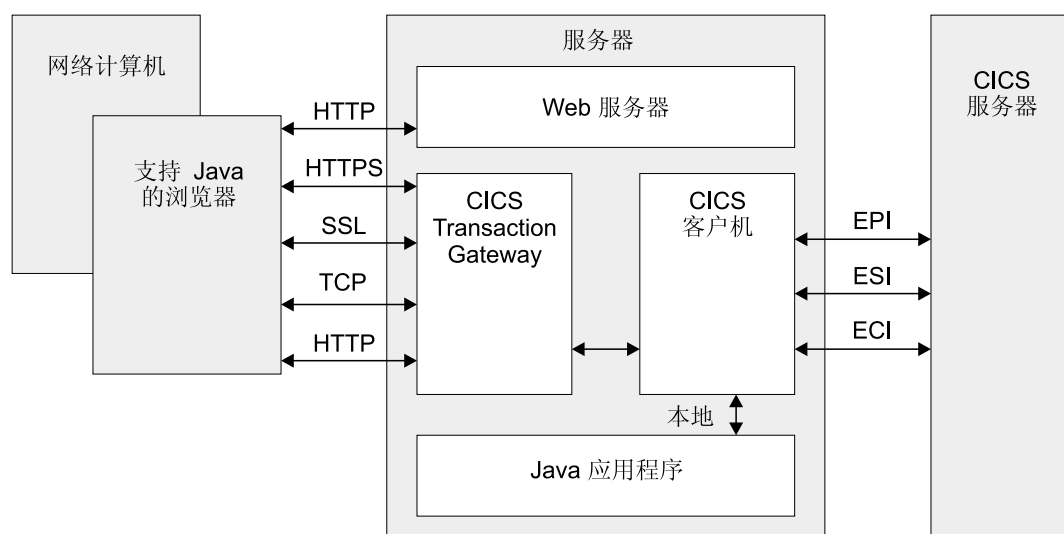 网络计算机
支持 Java
的浏览器
HTTP
HTTPS
SSL
TCP
HTTP
服务器
Web 服务器
CICS
Transaction
Gateway
CICS
客户机
本地
Java 应用程序
EPI
ESI
ECI
CICS
服务器